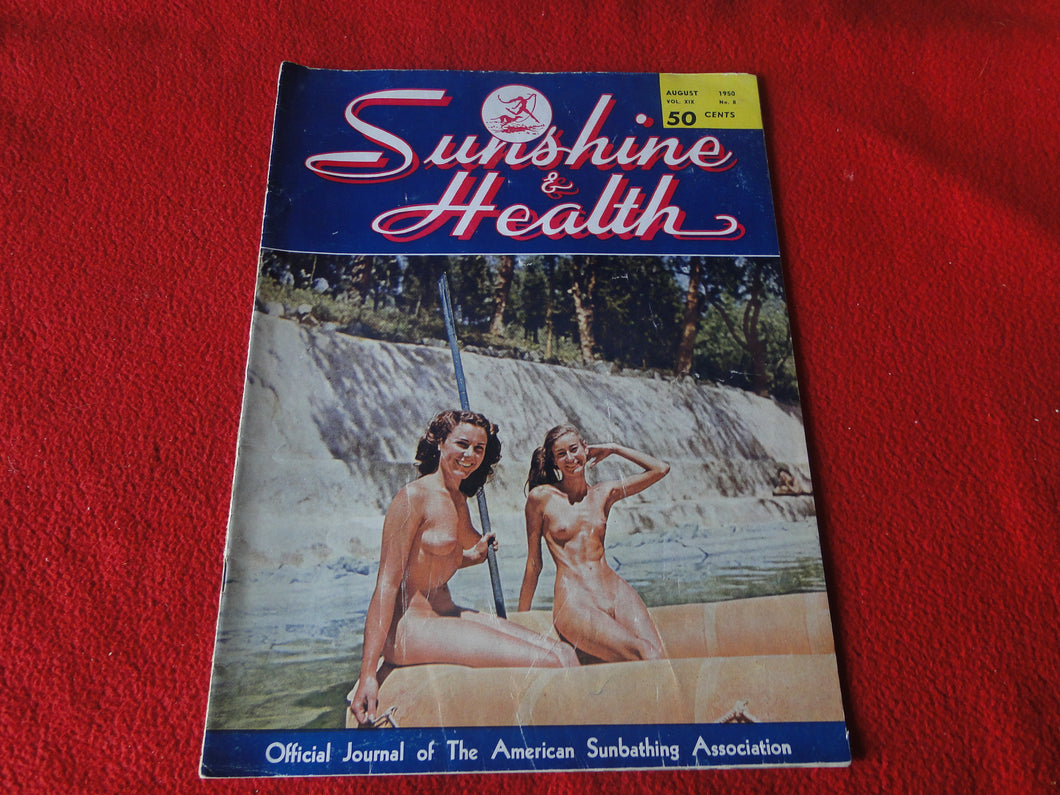 AUGUST 1950
VOL. XIX No. 8
50 CENTS
Sunshine
&
Health
Official Journal of The American Sunbathing Association